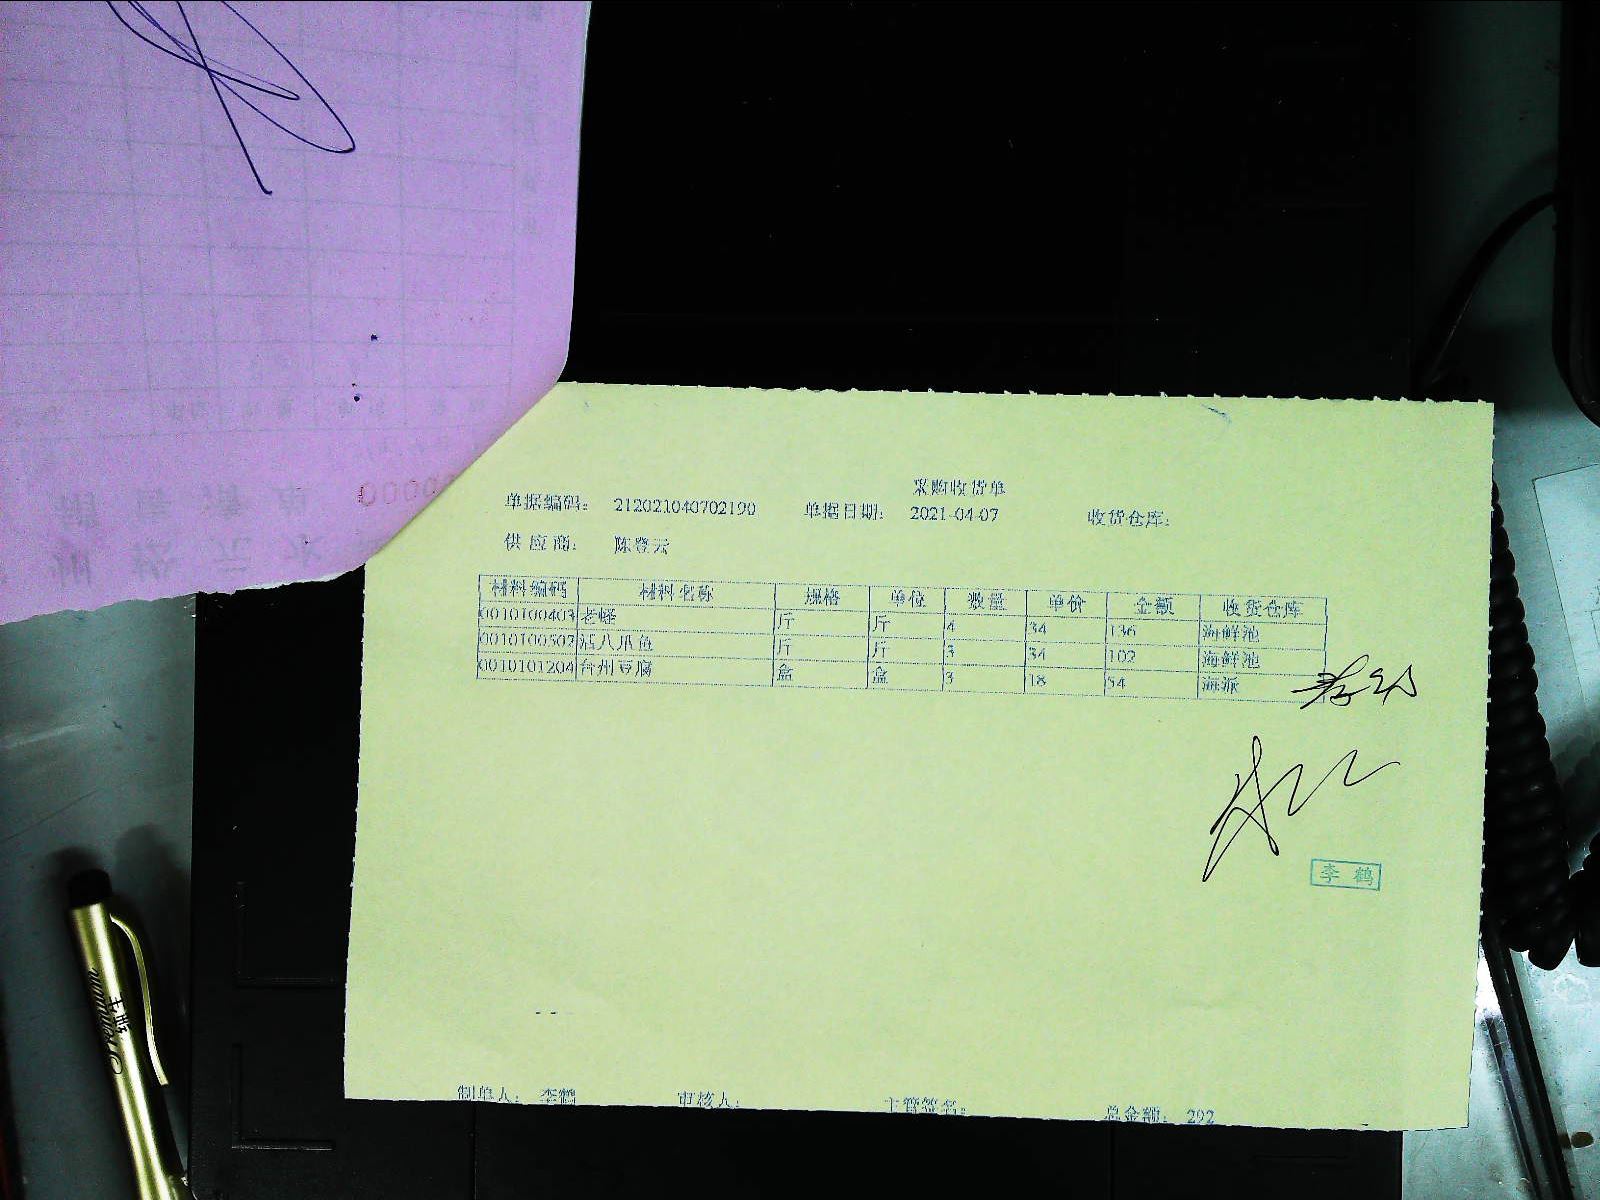 采购收货单
单据编码： 212021040702190 单据日期： 2021-04-07 收货仓库：
供应商： 陈登云
材料编码 材料名称 规格 单位 数量 单价 金额 收货仓库
0010100403 老蛏 斤 斤 4 34 136 海鲜池
0010100502 活八爪鱼 斤 斤 3 34 102 海鲜池
0010101204 台州豆腐 盒 盒 3 18 54 海派
李鹤
制单人： 李鹤 审核人： 主管签名： 总金额： 292